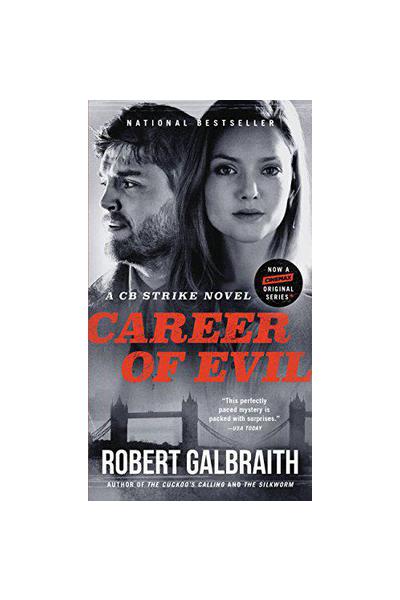 NATIONAL BESTSELLER
NOW A
CINEMAX
ORIGINAL
SERIES
A CB STRIKE NOVEL
CAREER
OF EVIL
"This perfectly
paced mystery is
packed with surprises."
—USA TODAY
ROBERT GALBRAITH
AUTHOR OF THE CUCKOO'S CALLING AND THE SILKWORM